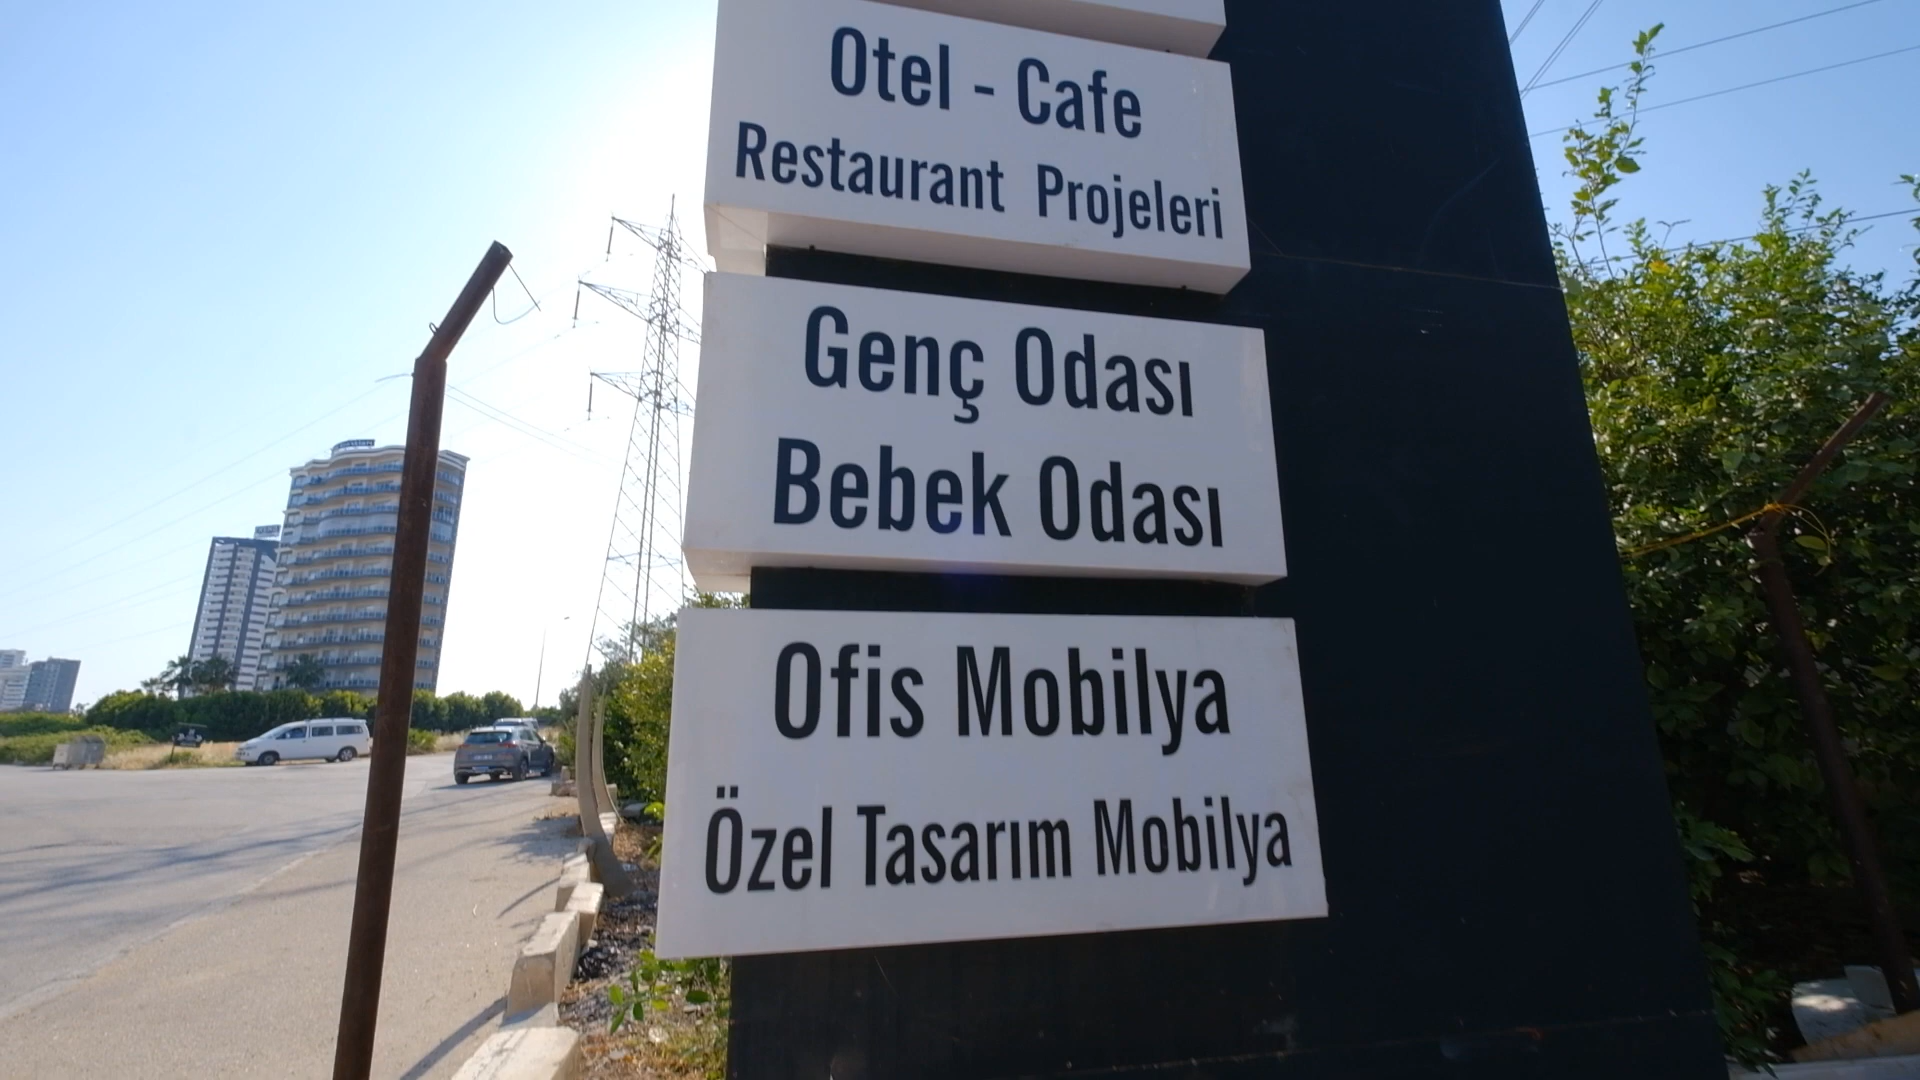 Otel - Cafe
Restaurant Projeleri
Genç Odası
Bebek Odası
Ofis Mobilya
Özel Tasarım Mobilya